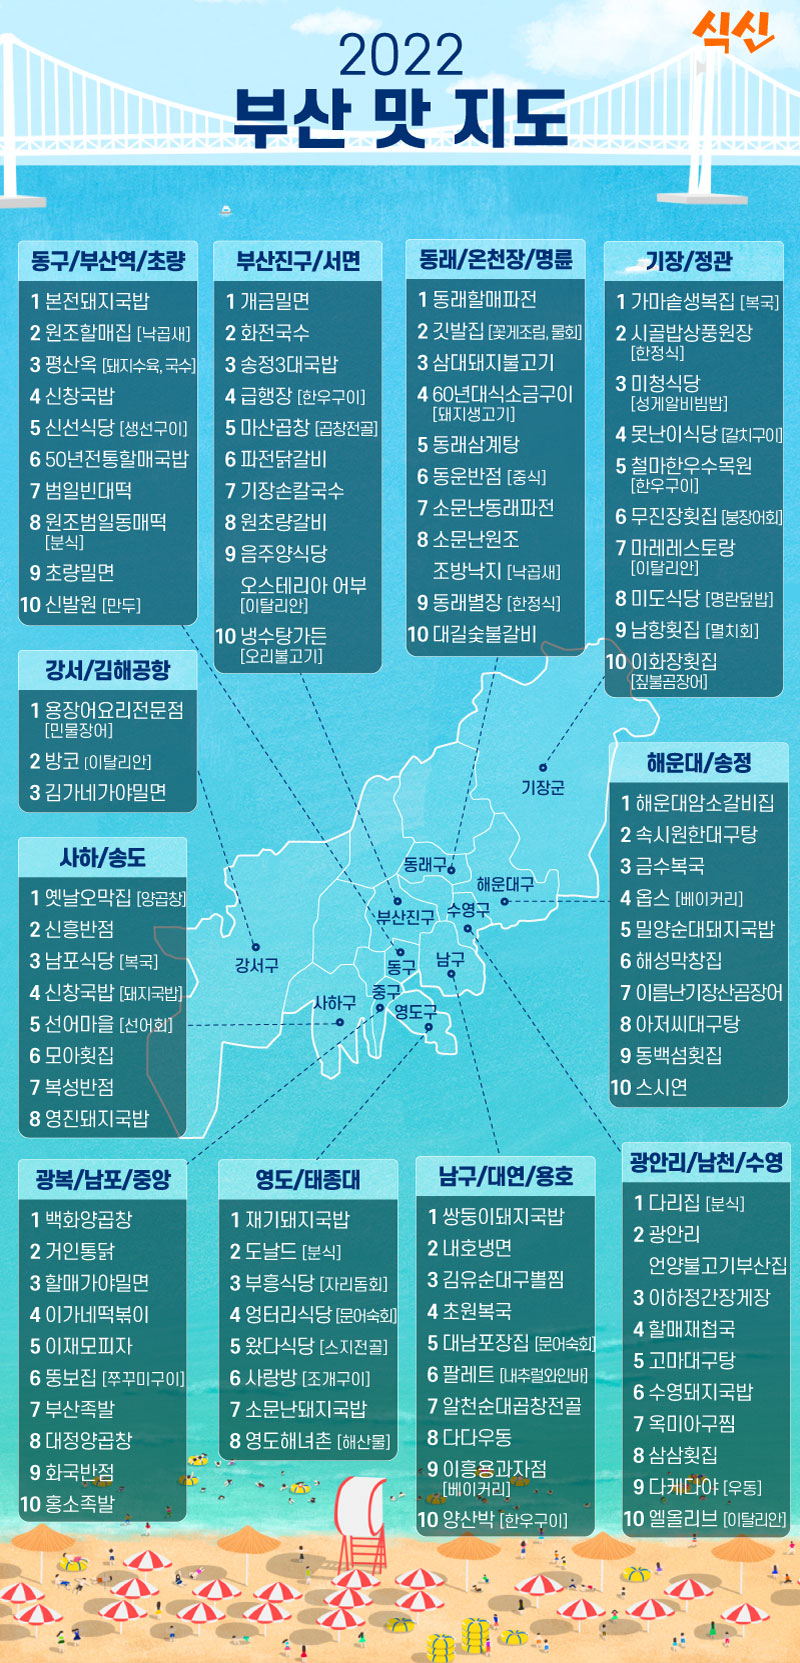 식신
2022
부산 맛 지도
동구/부산역/초량
1 본전돼지국밥
2 원조할매집 [낙곱새]
3 평산옥 [돼지수육, 국수]
4 신창국밥
5 신선식당 [생선구이]
6 50년전통할매국밥
7 범일빈대떡
8 원조범일동매떡
[분식]
9 초량밀면
10 신발원 [만두]
부산진구/서면
1 개금밀면
2 화전국수
3 송정3대국밥
4 급행장 [한우구이]
5 마산곱창 [곱창전골]
6 파전닭갈비
7 기장손칼국수
8 원초량갈비
9 음주양식당
오스테리아 어부
[이탈리안]
10 냉수탕가든
[오리불고기]
동래/온천장/명륜
1 동래할매파전
2 깃발집 [꽃게조림, 물회]
3 삼대돼지불고기
4 60년대식소금구이
[돼지생고기]
5 동래삼계탕
6 동운반점 [중식]
7 소문난동래파전
8 소문난원조
조방낙지 [낙곱새]
9 동래별장 [한정식]
10 대길숯불갈비
기장/정관
1 가마솥생복집 [복국]
2 시골밥상풍원장
[한정식]
3 미청식당
[성게알비빔밥]
4 못난이식당 [갈치구이]
5 철마한우수목원
[한우구이]
6 무진장횟집 [붕장어회]
7 마레레스토랑
[이탈리안]
8 미도식당 [명란덮밥]
9 남항횟집 [멸치회]
10 이화장횟집
[짚불곰장어]
강서/김해공항
1 용장어요리전문점
[민물장어]
2 방코 [이탈리안]
3 김가네가야밀면
사하/송도
1 옛날오막집 [양곱창]
2 신흥반점
3 남포식당 [복국]
4 신창국밥 [돼지국밥]
5 선어마을 [선어회]
6 모아횟집
7 복성반점
8 영진돼지국밥
해운대/송정
1 해운대암소갈비집
2 속시원한대구탕
3 금수복국
4 옵스 [베이커리]
5 밀양순대돼지국밥
6 해성막창집
7 이름난기장산곰장어
8 아저씨대구탕
9 동백섬횟집
10 스시연
기장군
동래구
해운대구
부산진구
수영구
강서구
동구
남구
중구
사하구
영도구
광복/남포/중앙
1 백화양곱창
2 거인통닭
3 할매가야밀면
4 이가네떡볶이
5 이재모피자
6 뚱보집 [쭈꾸미구이]
7 부산족발
8 대정양곱창
9 화국반점
10 홍소족발
영도/태종대
1 재기돼지국밥
2 도날드 [분식]
3 부흥식당 [자리돔회]
4 엉터리식당 [문어숙회]
5 왔다식당 [스지전골]
6 사랑방 [조개구이]
7 소문난돼지국밥
8 영도해녀촌 [해산물]
남구/대연/용호
1 쌍둥이돼지국밥
2 내호냉면
3 김유순대구뽈찜
4 초원복국
5 대남포장집 [문어숙회]
6 팔레트 [내추럴와인바]
7 알천순대곱창전골
8 다다우동
9 이흥용과자점
[베이커리]
10 양산박 [한우구이]
광안리/남천/수영
1 다리집 [분식]
2 광안리
언양불고기부산집
3 이하정간장게장
4 할매재첩국
5 고마대구탕
6 수영돼지국밥
7 옥미아구찜
8 삼삼횟집
9 다케다야 [우동]
10 엘올리브 [이탈리안]